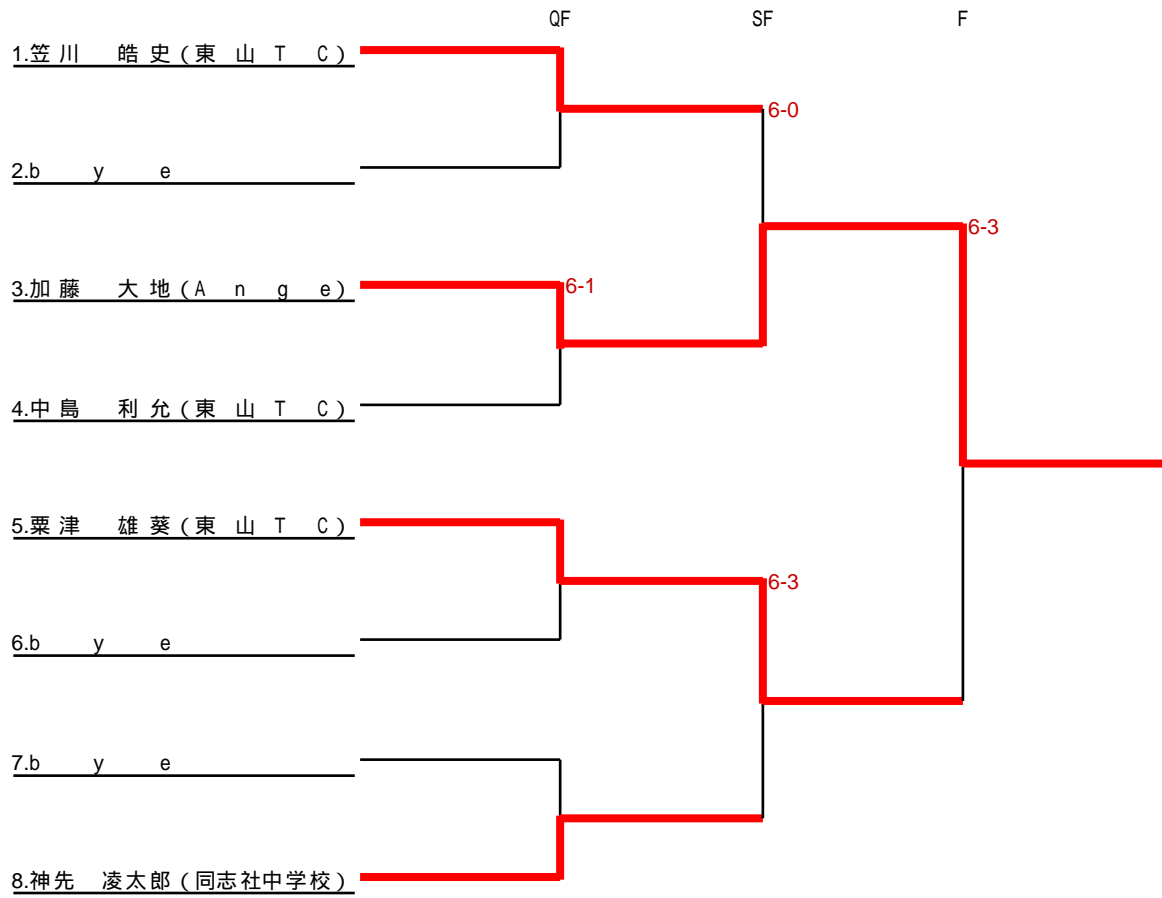 QF SF F
1.笠川 皓史(東山TC)
6-0
2.bye
6-3
3.加藤 大地(Ange)
6-1
4.中島 利允(東山TC)
5.粟津 雄葵(東山TC)
6-3
6.bye
7.bye
8.神先 凌太郎(同志社中学校)